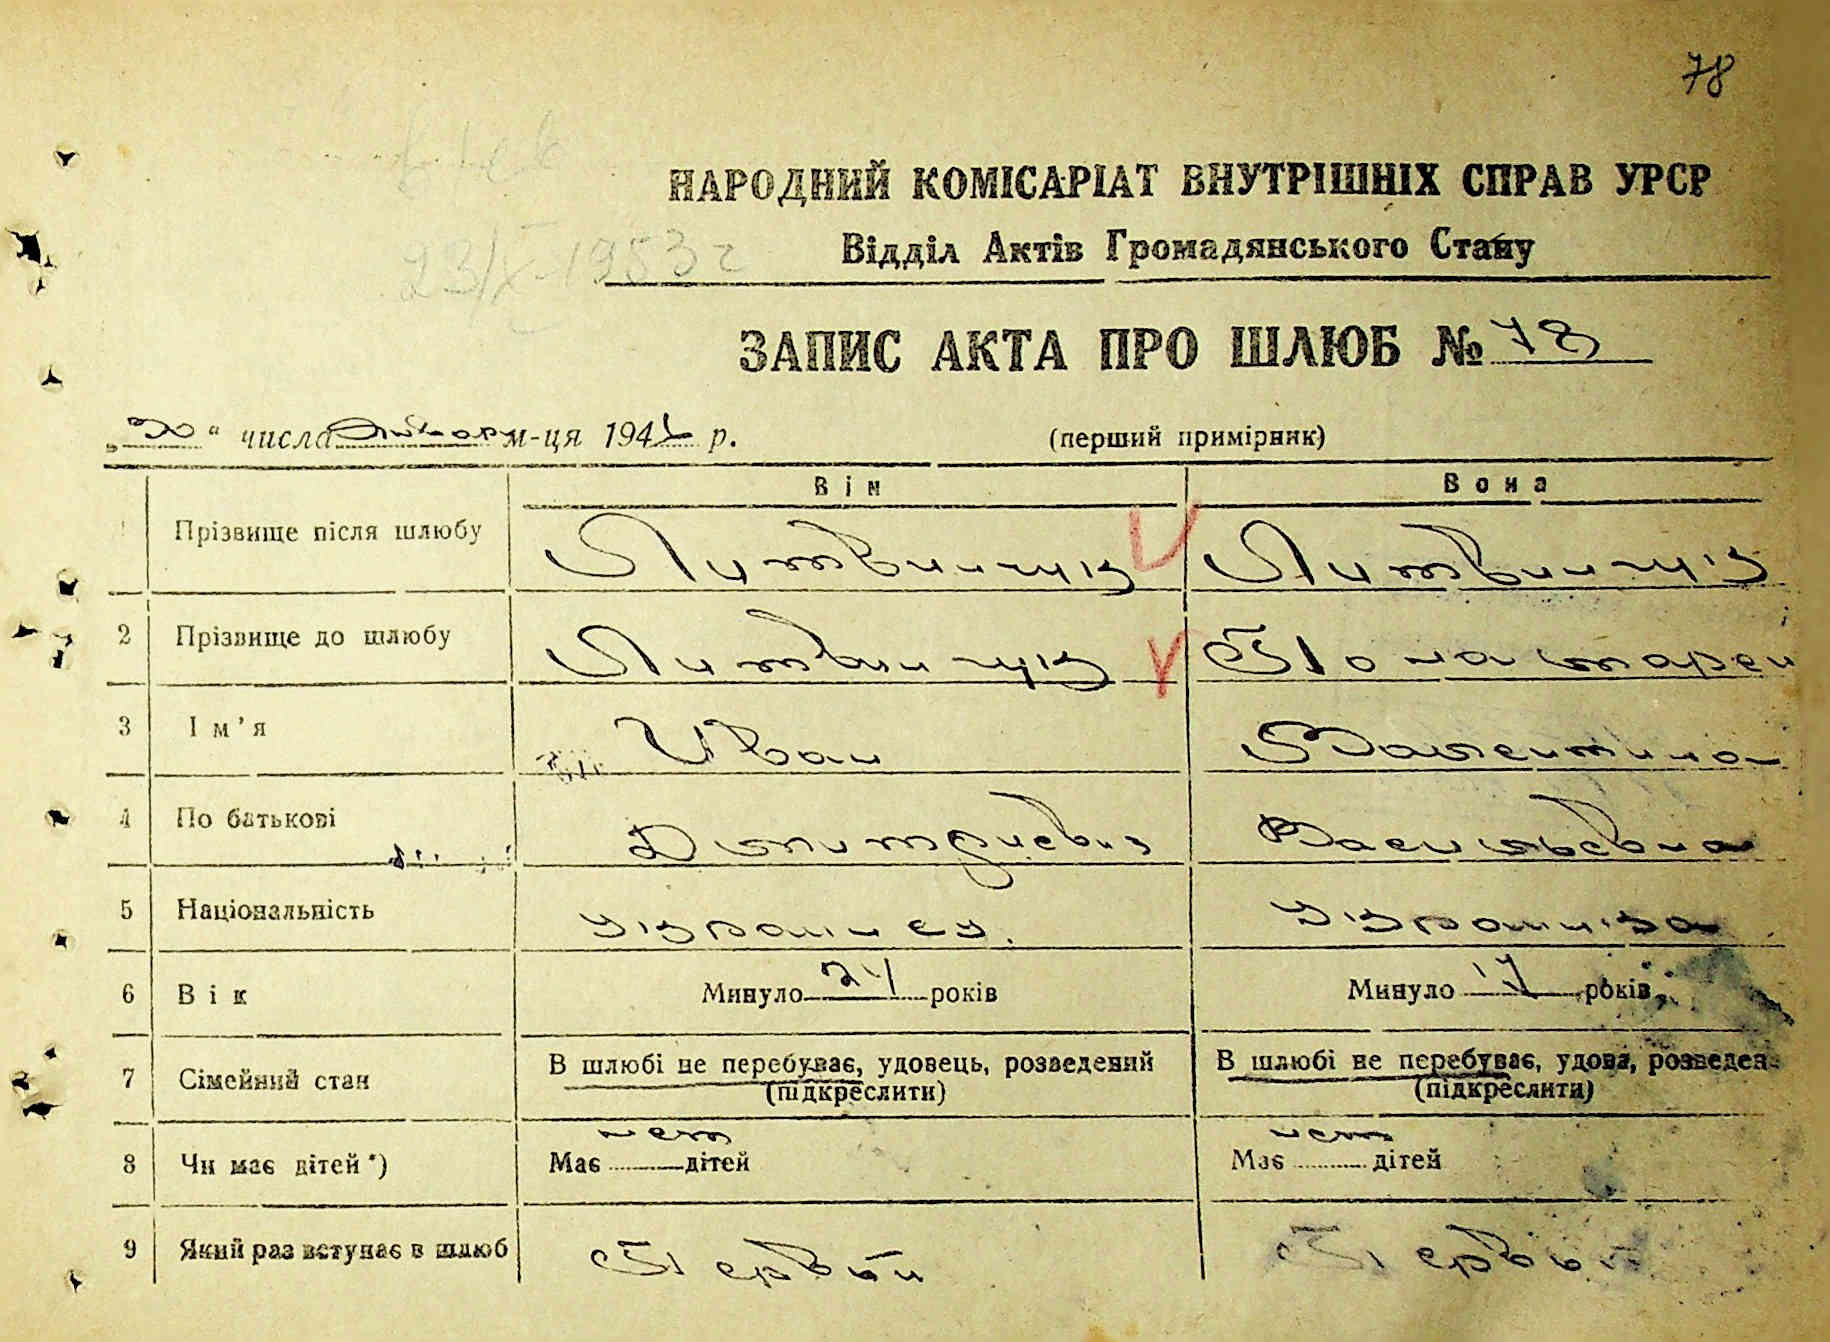 78
23/X-1953 г
НАРОДНИЙ КОМІСАРІАТ ВНУТРІШНІХ СПРАВ УРСР
Відділ Актів Громадянського Стану
ЗАПИС АКТА ПРО ШЛЮБ № 78
" " числа м-ця 194 р. (перший примірник)
Він Вона
1 Прізвище після шлюбу Литвинчук Литвинчук
2 Прізвище до шлюбу Литвинчук Понамарен
3 Ім'я Иван Валентина
4 По батькові Дмитриевич Васильевна
5 Національність украинец. украинка
6 Вік Минуло 24 років Минуло 17 років
7 Сімейний стан В шлюбі не перебуває, удовець, розведений В шлюбі не перебуває, удова, розведен
(підкреслити) (підкреслити)
нет нет
8 Чи має дітей *) Має дітей Має дітей
9 Який раз вступає в шлюб Первый Первый